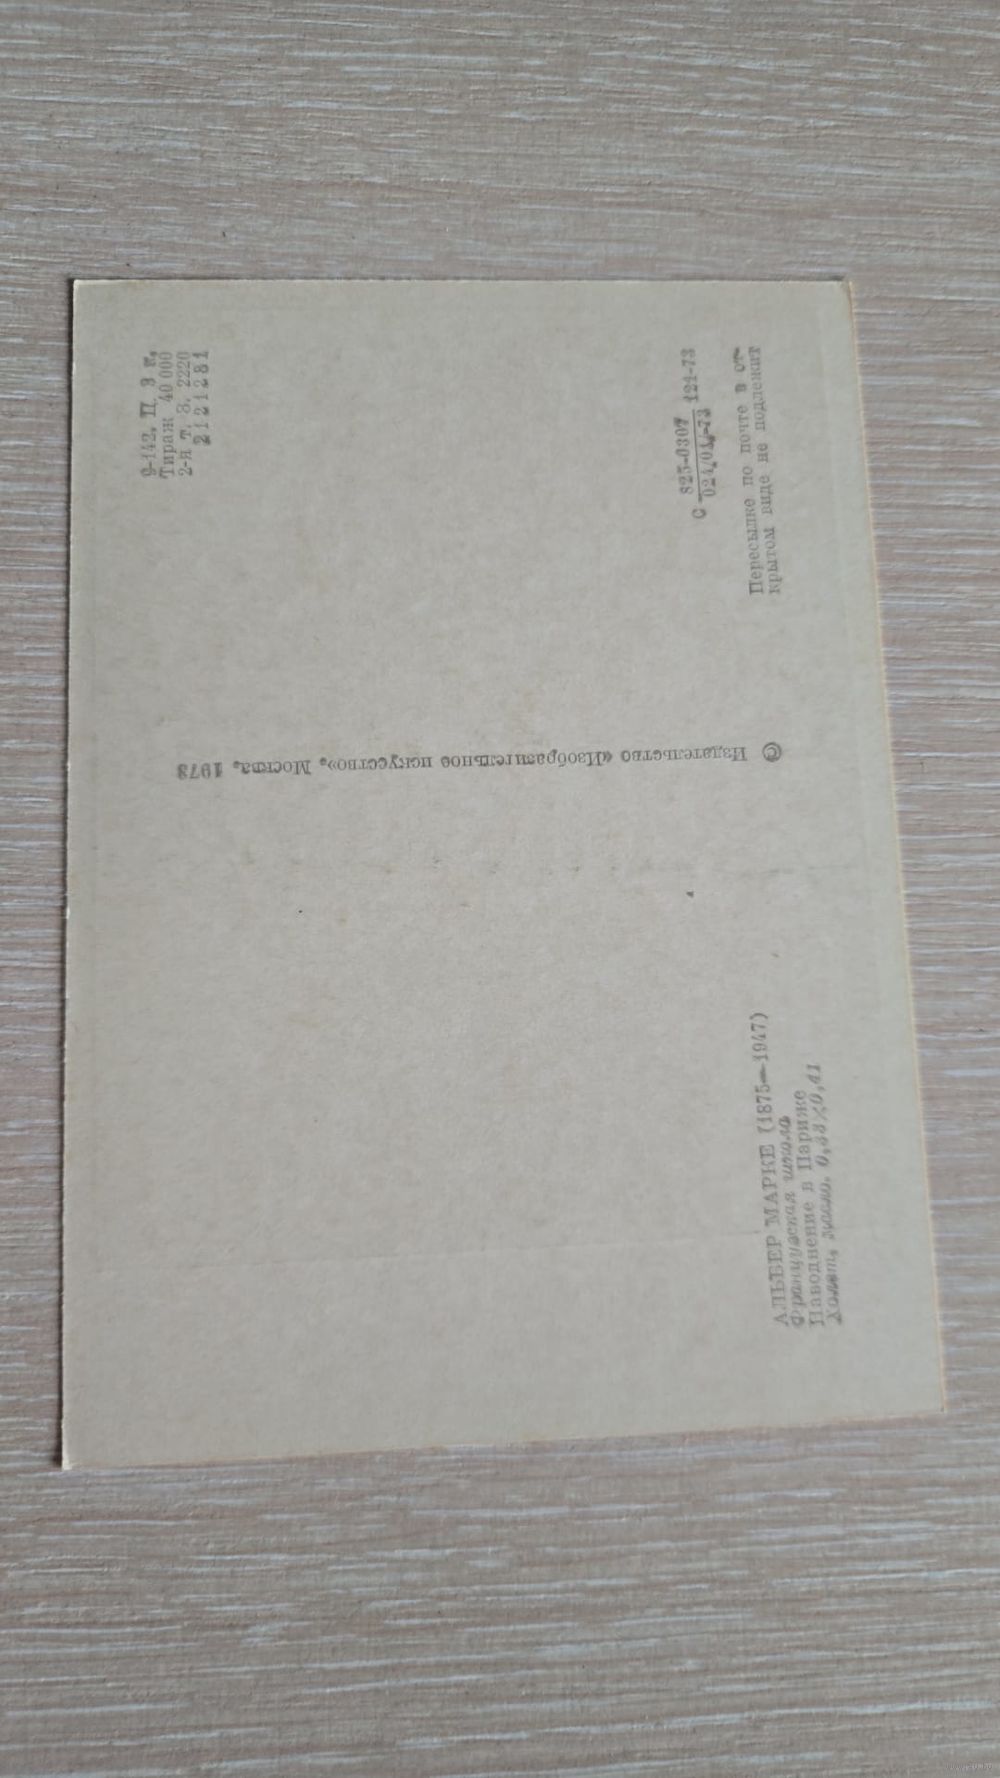 АЛЬБЕР МАРКЕ (1875—1947)
Французская школа
Наводнение в Париже
Холст, масло. 0,33×0,41
© Издательство «Изобразительное искусство». Москва. 1973
9-142. Ц. 3 к.
Тираж 40 000
2-я т. З. 2220
2121281
С 825-0307 / 024/01/-73 124-73
Пересылке по почте в от-
крытом виде не подлежит